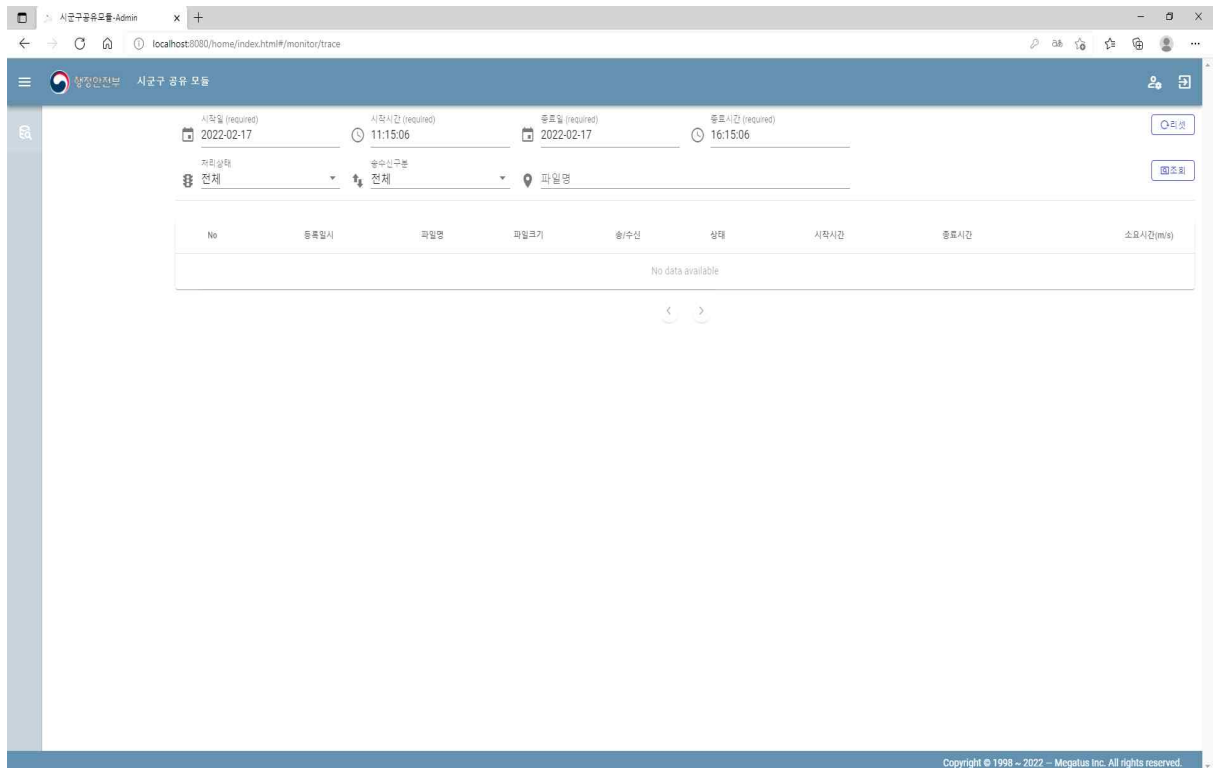 시군구공유모듈-Admin
localhost:8080/home/index.html#/monitor/trace
행정안전부 시군구 공유 모듈
시작일 (required) 시작시간 (required) 종료일 (required) 종료시간 (required)
2022-02-17 11:15:06 2022-02-17 16:15:06 리셋
처리상태 송수신구분
전체 전체 파일명 조회
No 등록일시 파일명 파일크기 송/수신 상태 시작시간 종료시간 소요시간(m/s)
No data available
Copyright © 1998 ~ 2022 — Megatus Inc. All rights reserved.